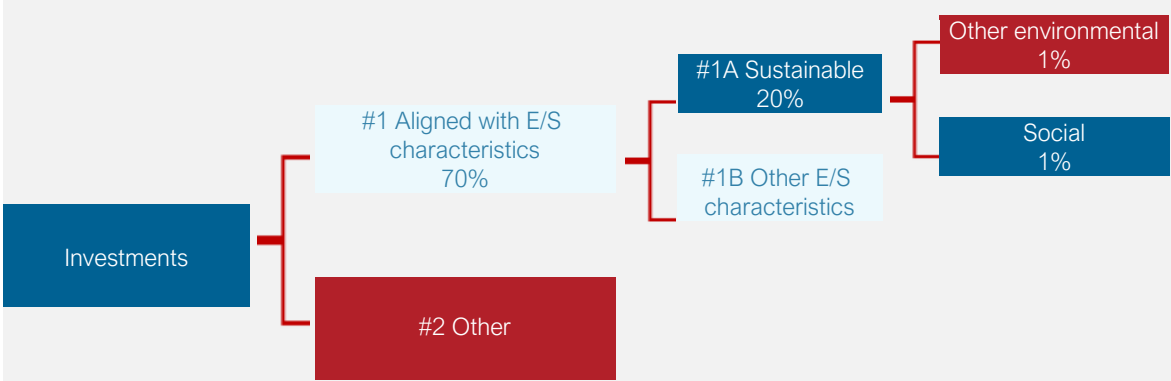 Investments
#1 Aligned with E/S
characteristics
70%
#2 Other
#1A Sustainable
20%
#1B Other E/S
characteristics
Other environmental
1%
Social
1%